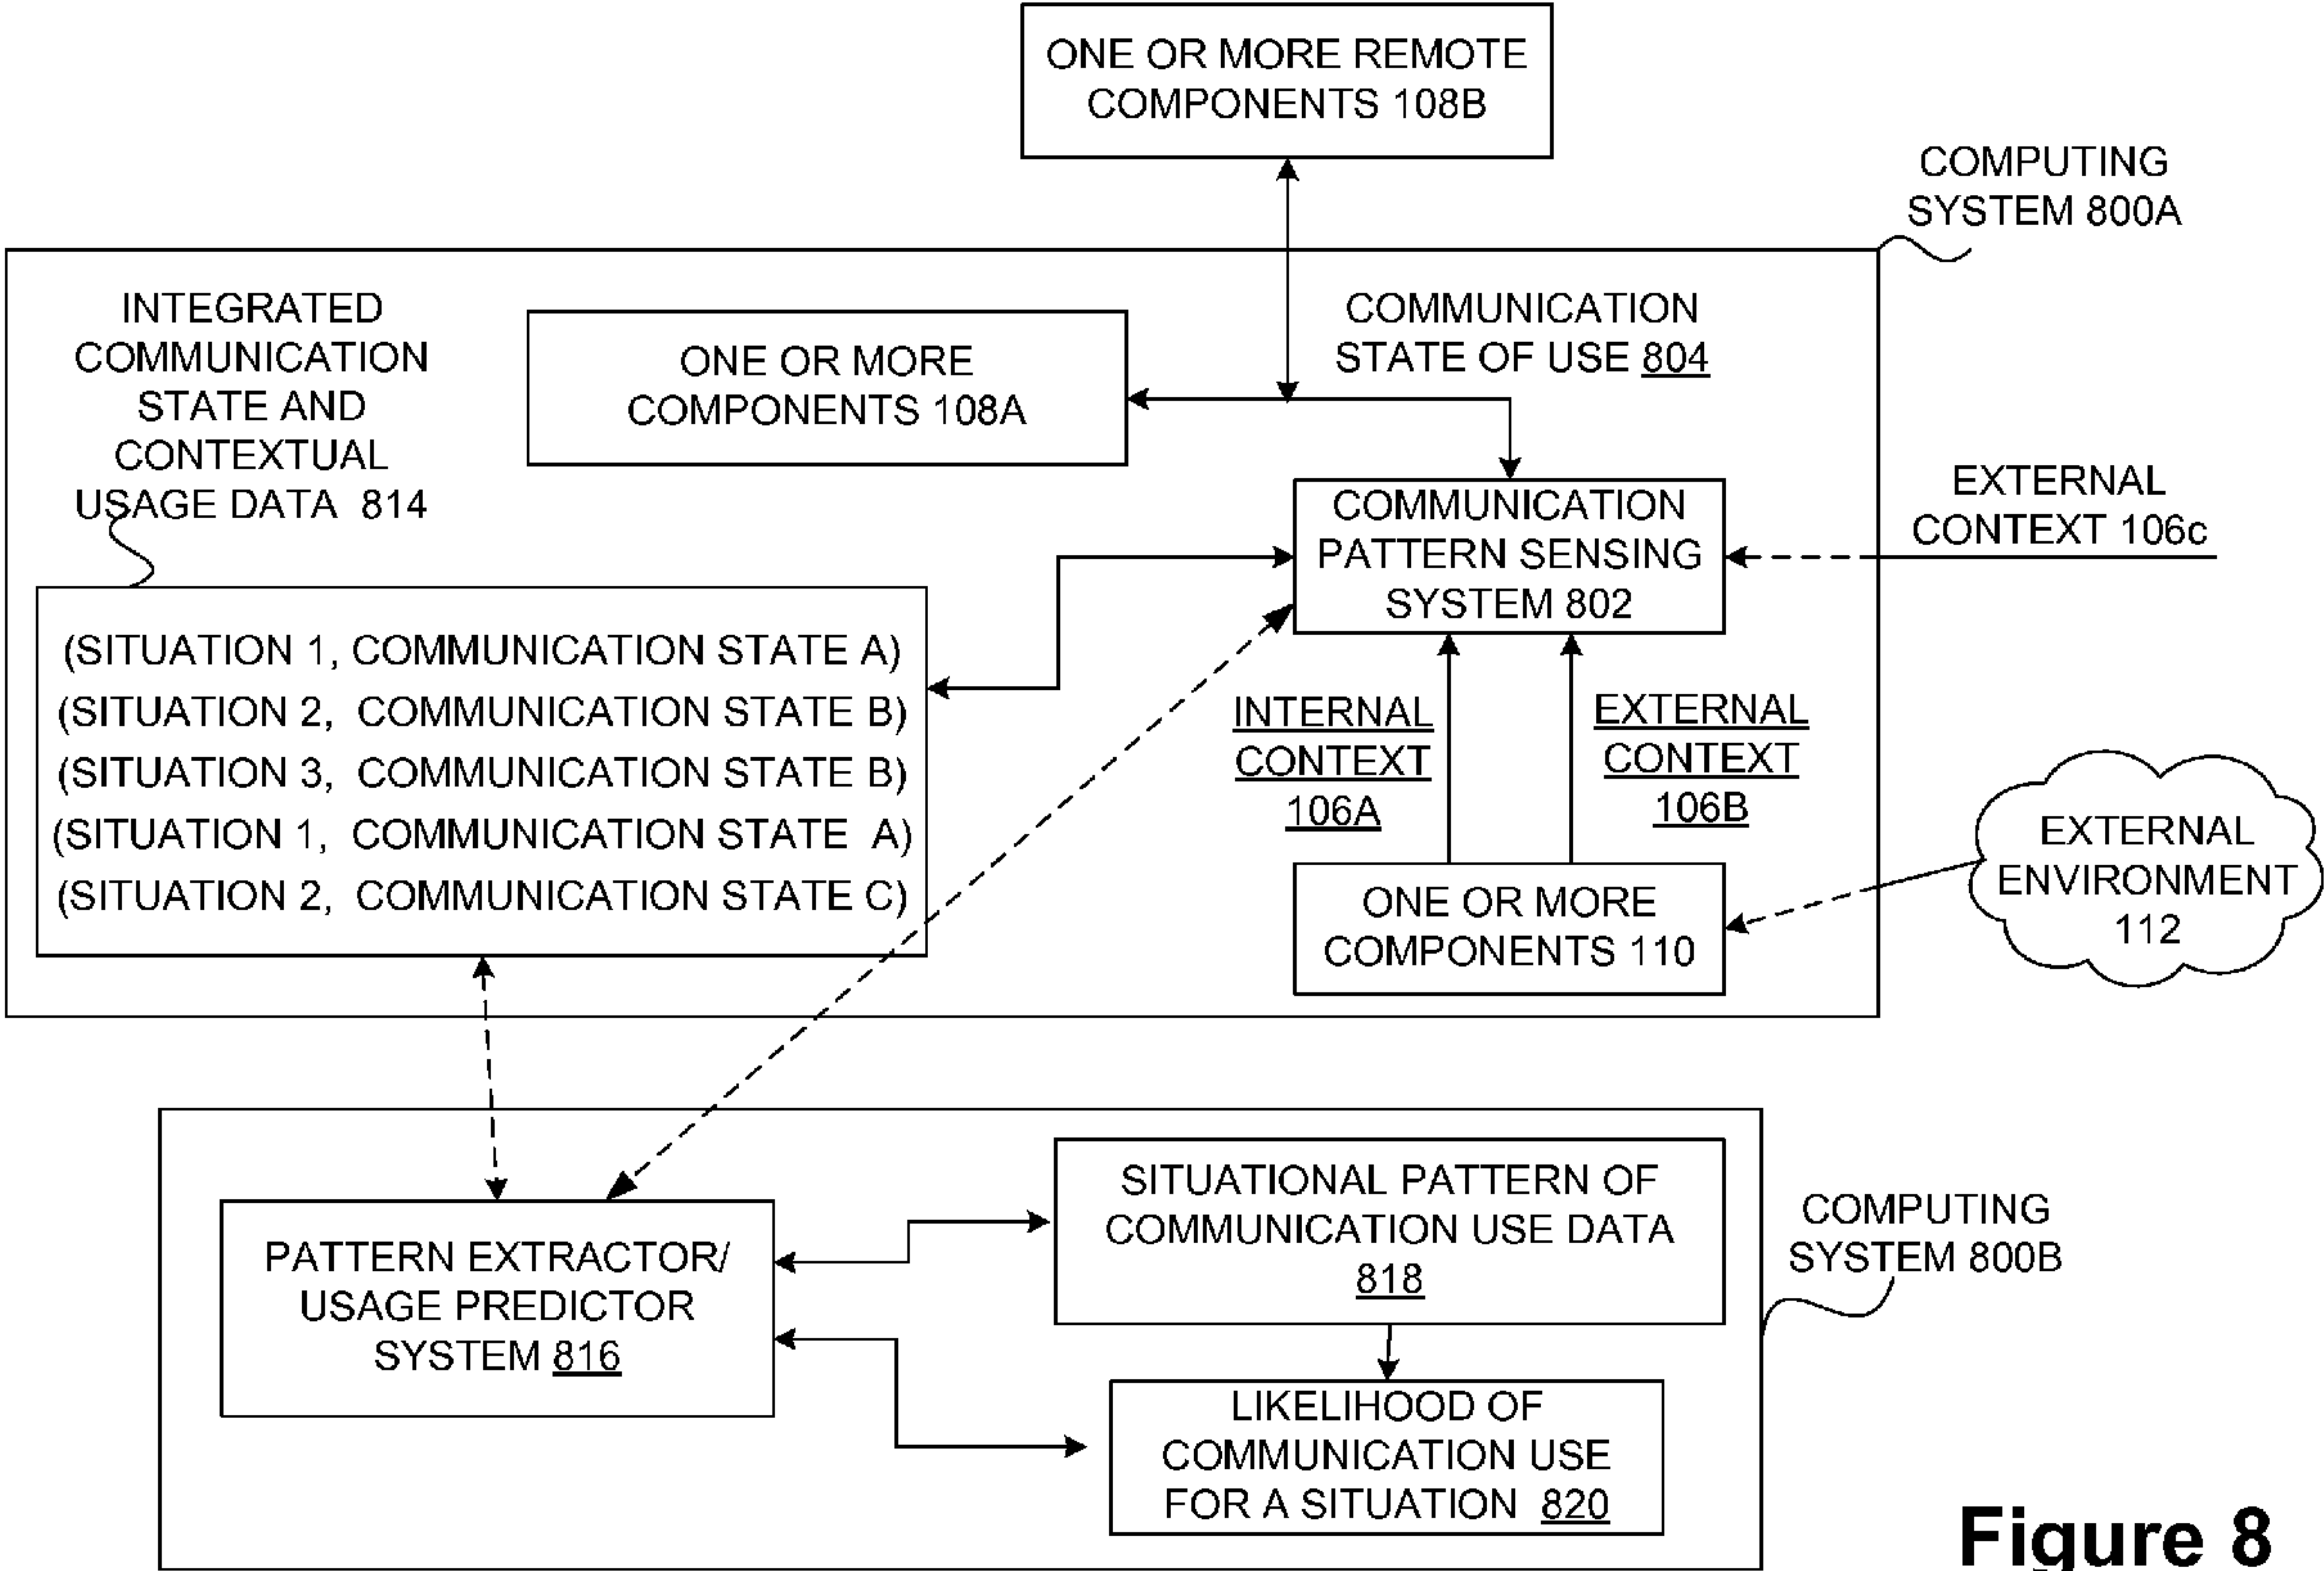 ONE OR MORE REMOTE
COMPONENTS 108B
COMPUTING
SYSTEM 800A
INTEGRATED
COMMUNICATION
STATE AND
CONTEXTUAL
USAGE DATA 814
ONE OR MORE
COMPONENTS 108A
COMMUNICATION
STATE OF USE 804
COMMUNICATION
PATTERN SENSING
SYSTEM 802
EXTERNAL
CONTEXT 106c
(SITUATION 1, COMMUNICATION STATE A)
(SITUATION 2, COMMUNICATION STATE B)
(SITUATION 3, COMMUNICATION STATE B)
(SITUATION 1, COMMUNICATION STATE A)
(SITUATION 2, COMMUNICATION STATE C)
INTERNAL
CONTEXT
106A
EXTERNAL
CONTEXT
106B
ONE OR MORE
COMPONENTS 110
EXTERNAL
ENVIRONMENT
112
PATTERN EXTRACTOR/
USAGE PREDICTOR
SYSTEM 816
SITUATIONAL PATTERN OF
COMMUNICATION USE DATA
818
COMPUTING
SYSTEM 800B
LIKELIHOOD OF
COMMUNICATION USE
FOR A SITUATION 820
Figure 8